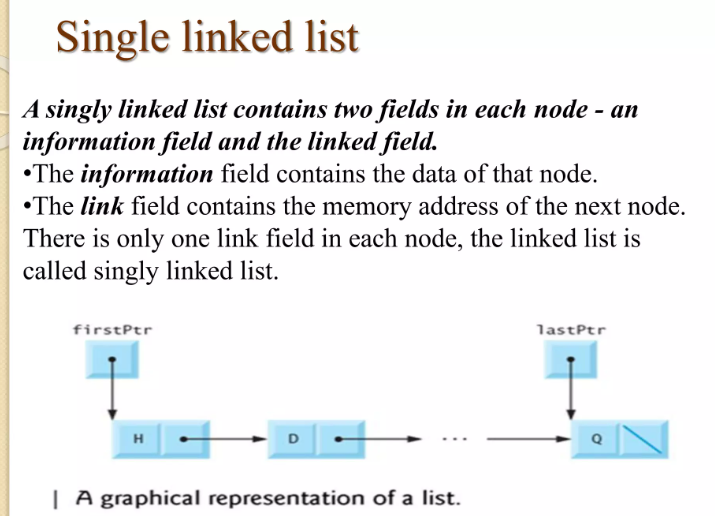 Single linked list
A singly linked list contains two fields in each node - an
information field and the linked field.
•The information field contains the data of that node.
•The link field contains the memory address of the next node.
There is only one link field in each node, the linked list is
called singly linked list.
firstPtr lastPtr
H D ... Q
| A graphical representation of a list.